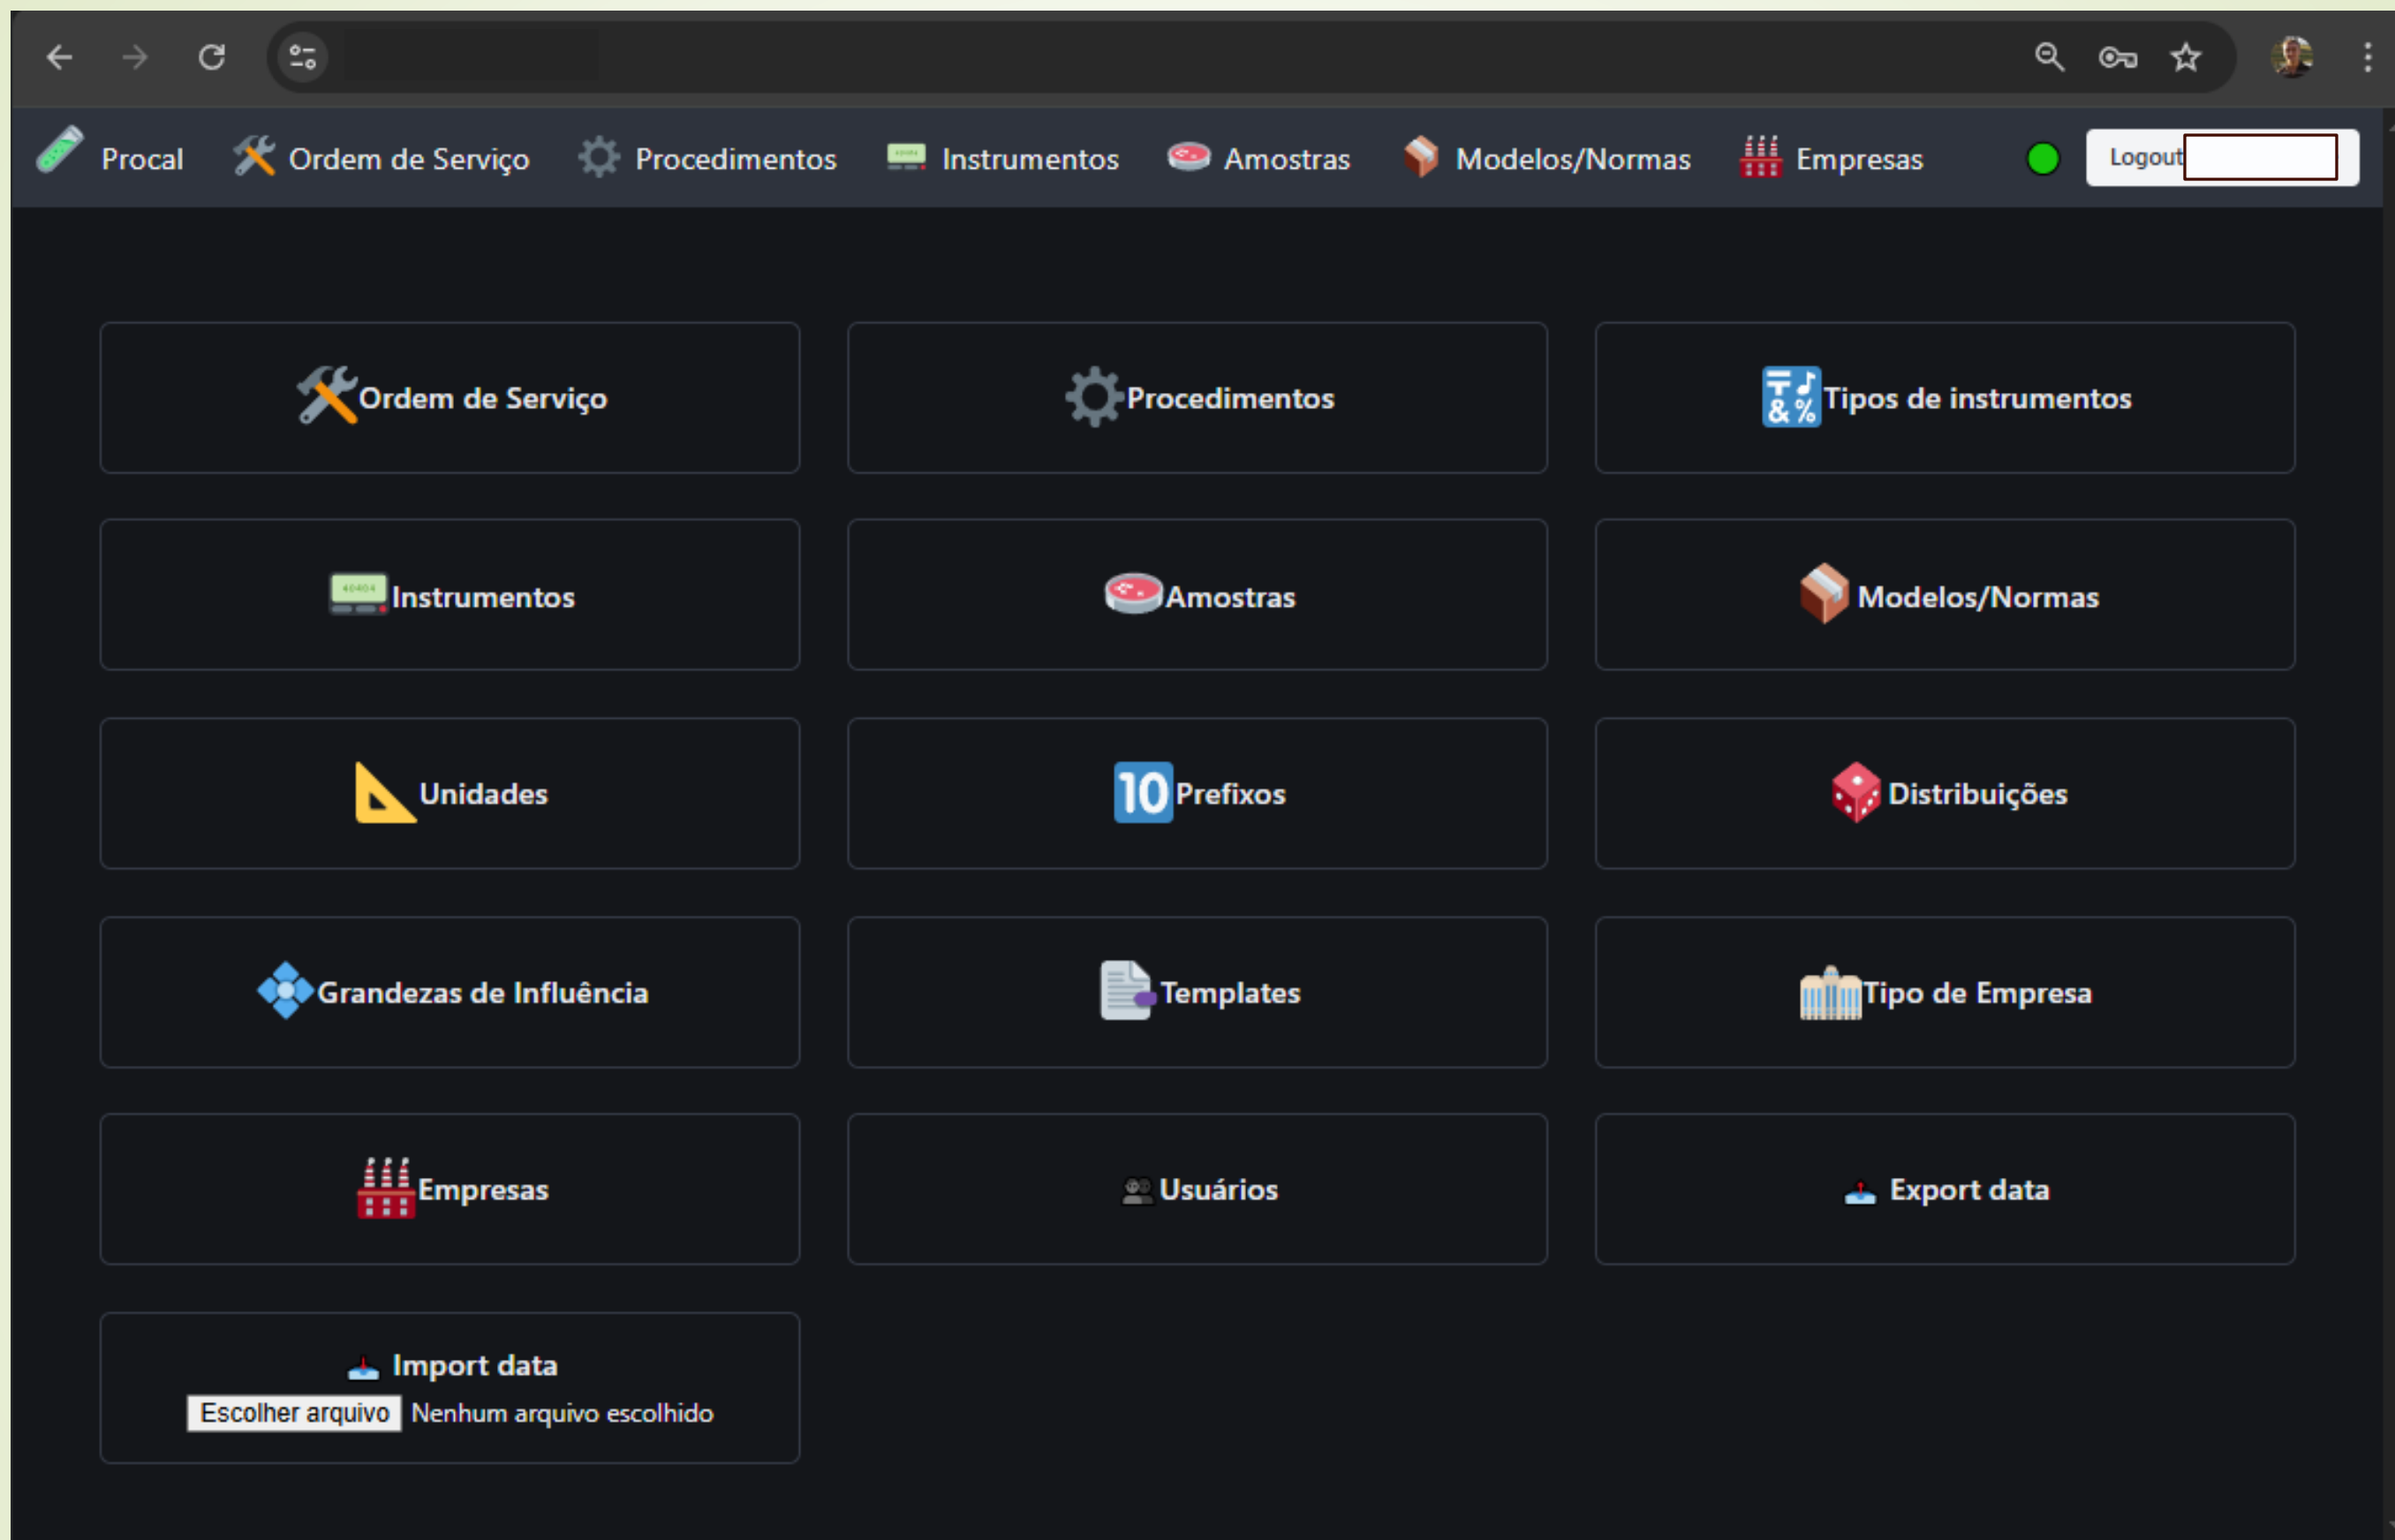 Procal Ordem de Serviço Procedimentos Instrumentos Amostras Modelos/Normas Empresas Logout
Ordem de Serviço
Procedimentos
Tipos de instrumentos
Instrumentos
Amostras
Modelos/Normas
Unidades
10 Prefixos
Distribuições
Grandezas de Influência
Templates
Tipo de Empresa
Empresas
Usuários
Export data
Import data
Escolher arquivo Nenhum arquivo escolhido